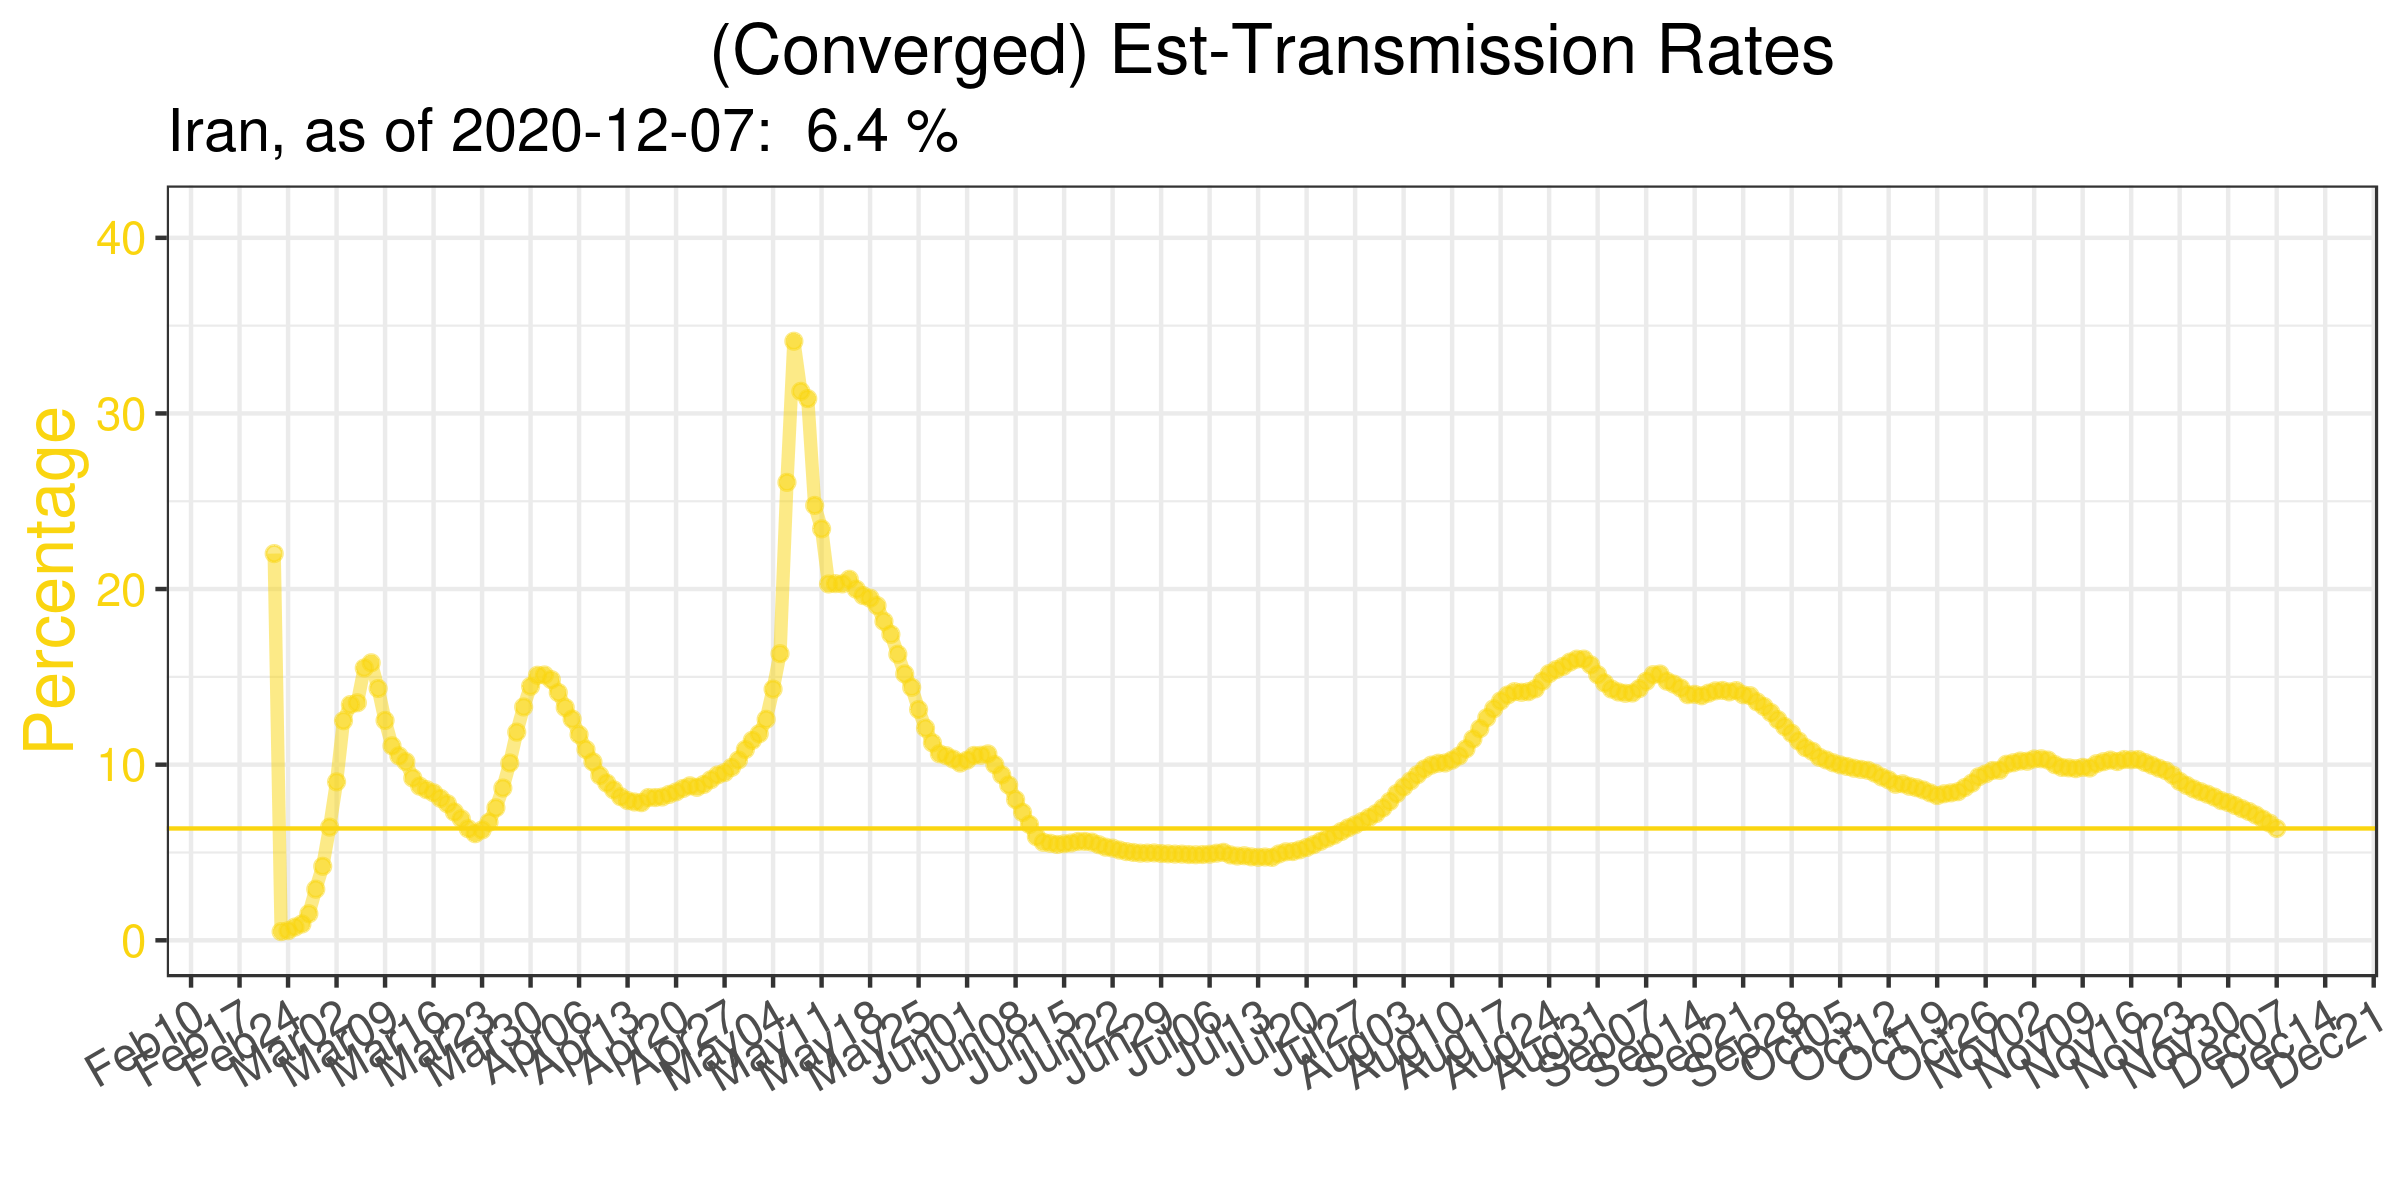 (Converged) Est-Transmission Rates
Iran, as of 2020-12-07:  6.4 %
Percentage
40
30
20
10
0
Feb10
Feb17
Feb24
Mar02
Mar09
Mar16
Mar23
Mar30
Apr06
Apr13
Apr20
Apr27
May04
May11
May18
May25
Jun01
Jun08
Jun15
Jun22
Jun29
Jul06
Jul13
Jul20
Jul27
Aug03
Aug10
Aug17
Aug24
Aug31
Sep07
Sep14
Sep21
Sep28
Oct05
Oct12
Oct19
Oct26
Nov02
Nov09
Nov16
Nov23
Nov30
Dec07
Dec14
Dec21